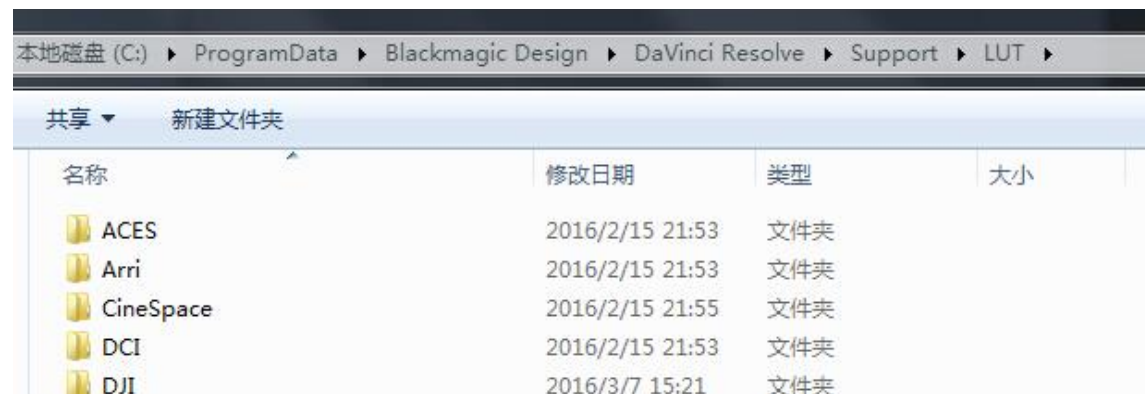 本地磁盘 (C:) ▶ ProgramData ▶ Blackmagic Design ▶ DaVinci Resolve ▶ Support ▶ LUT ▶
共享 ▼ 新建文件夹
名称 修改日期 类型 大小
ACES 2016/2/15 21:53 文件夹
Arri 2016/2/15 21:53 文件夹
CineSpace 2016/2/15 21:55 文件夹
DCI 2016/2/15 21:53 文件夹
DJI 2016/3/7 15:21 文件夹